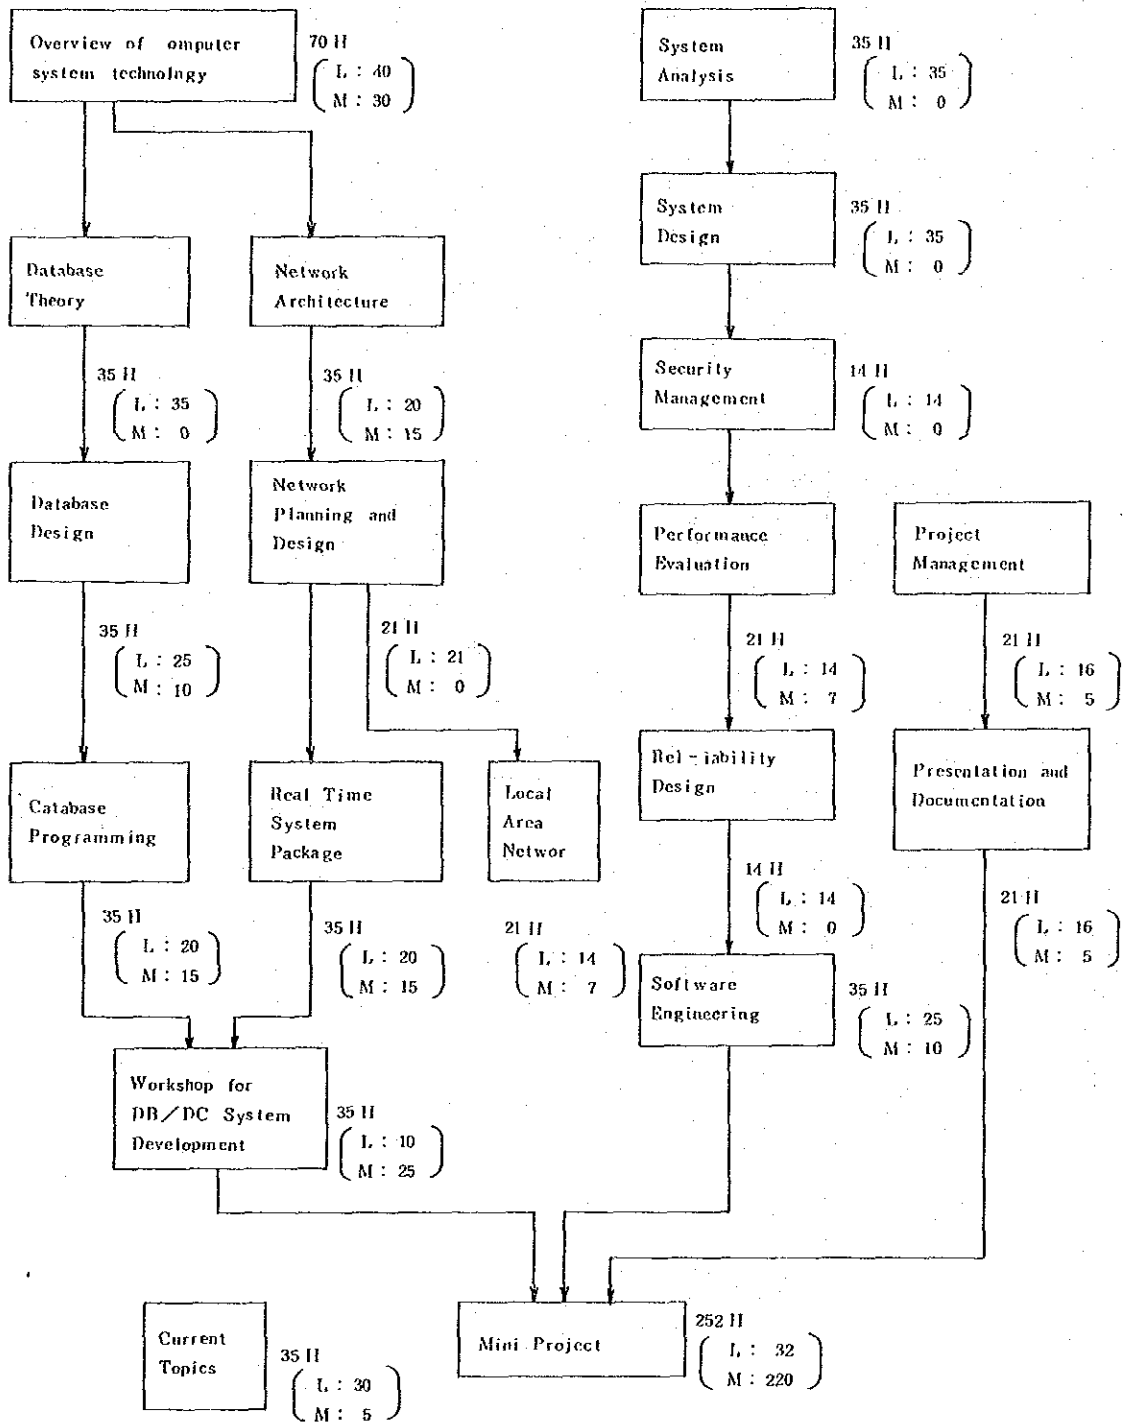 Overview of omputer
system technolngy
70 H
L : 40
M : 30
System
Analysis
35 H
L : 35
M : 0
System
Design
35 H
L : 35
M : 0
Database
Theory
35 H
L : 35
M : 0
Network
Architecture
35 H
L : 20
M : 15
Security
Management
14 H
L : 14
M : 0
Database
Design
35 H
L : 25
M : 10
Network
Planning and
Design
21 H
L : 21
M : 0
Performance
Evaluation
21 H
L : 14
M : 7
Project
Management
21 H
L : 16
M : 5
Catabase
Programming
35 H
L : 20
M : 15
Real Time
System
Package
35 H
L : 20
M : 15
Local
Area
Networ
21 H
L : 14
M : 7
Rel-iability
Design
14 H
L : 14
M : 0
Presentation and
Documentation
21 H
L : 16
M : 5
Software
Engineering
35 H
L : 25
M : 10
Workshop for
DB/DC System
Development
35 H
L : 10
M : 25
Current
Topics
35 H
L : 30
M : 5
Mini Project
252 H
L : 32
M : 220